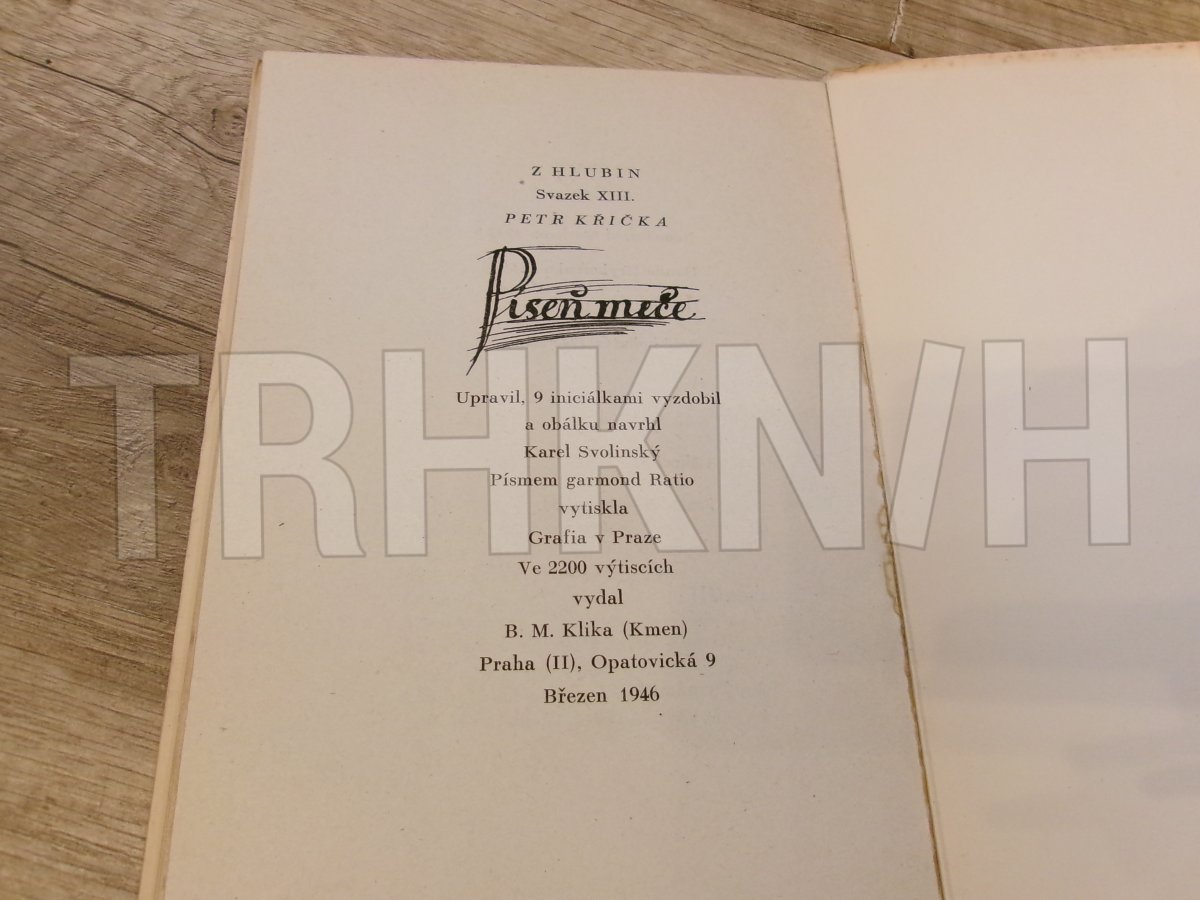 Z HLUBIN
Svazek XIII.
PETR KŘIČKA
Píseň meče
Upravil, 9 iniciálkami vyzdobil
a obálku navrhl
Karel Svolinský
Písmem garmond Ratio
vytiskla
Grafia v Praze
Ve 2200 výtiscích
vydal
B. M. Klika (Kmen)
Praha (II), Opatovická 9
Březen 1946
TRHKNIH